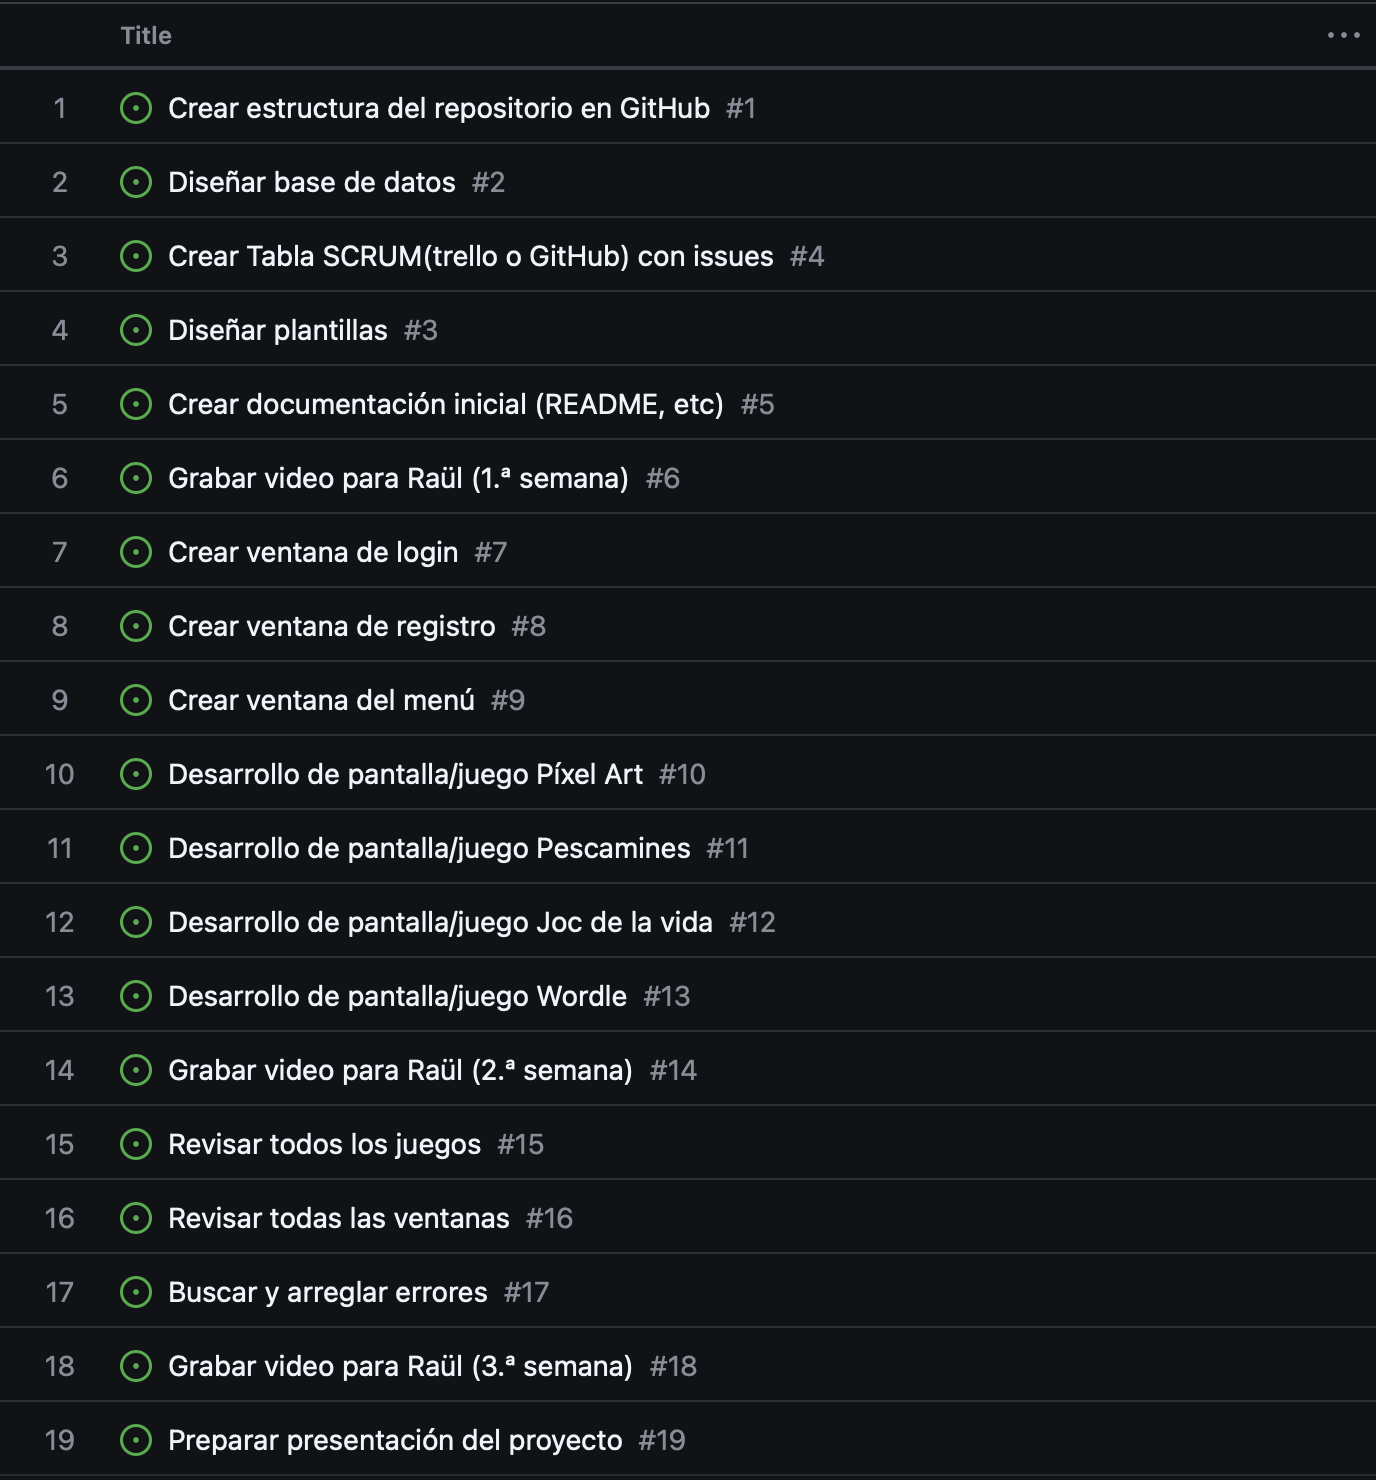 Title
1 Crear estructura del repositorio en GitHub #1
2 Diseñar base de datos #2
3 Crear Tabla SCRUM(trello o GitHub) con issues #4
4 Diseñar plantillas #3
5 Crear documentación inicial (README, etc) #5
6 Grabar video para Raül (1.ª semana) #6
7 Crear ventana de login #7
8 Crear ventana de registro #8
9 Crear ventana del menú #9
10 Desarrollo de pantalla/juego Píxel Art #10
11 Desarrollo de pantalla/juego Pescamines #11
12 Desarrollo de pantalla/juego Joc de la vida #12
13 Desarrollo de pantalla/juego Wordle #13
14 Grabar video para Raül (2.ª semana) #14
15 Revisar todos los juegos #15
16 Revisar todas las ventanas #16
17 Buscar y arreglar errores #17
18 Grabar video para Raül (3.ª semana) #18
19 Preparar presentación del proyecto #19